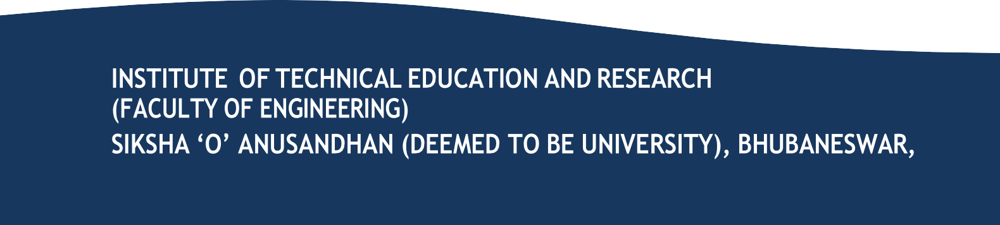 INSTITUTE OF TECHNICAL EDUCATION AND RESEARCH
(FACULTY OF ENGINEERING)
SIKSHA ‘O’ ANUSANDHAN (DEEMED TO BE UNIVERSITY), BHUBANESWAR,